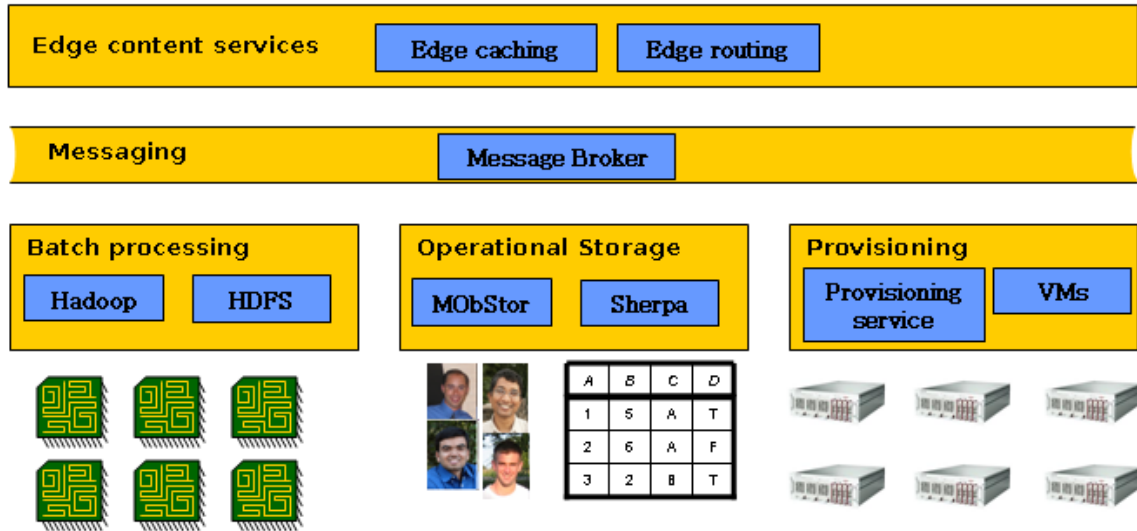 Edge content services
Edge caching
Edge routing
Messaging
Message Broker
Batch processing
Hadoop
HDFS
Operational Storage
MObStor
Sherpa
Provisioning
Provisioning
service
VMs
A B C D
1 5 A T
2 6 A F
3 2 B T